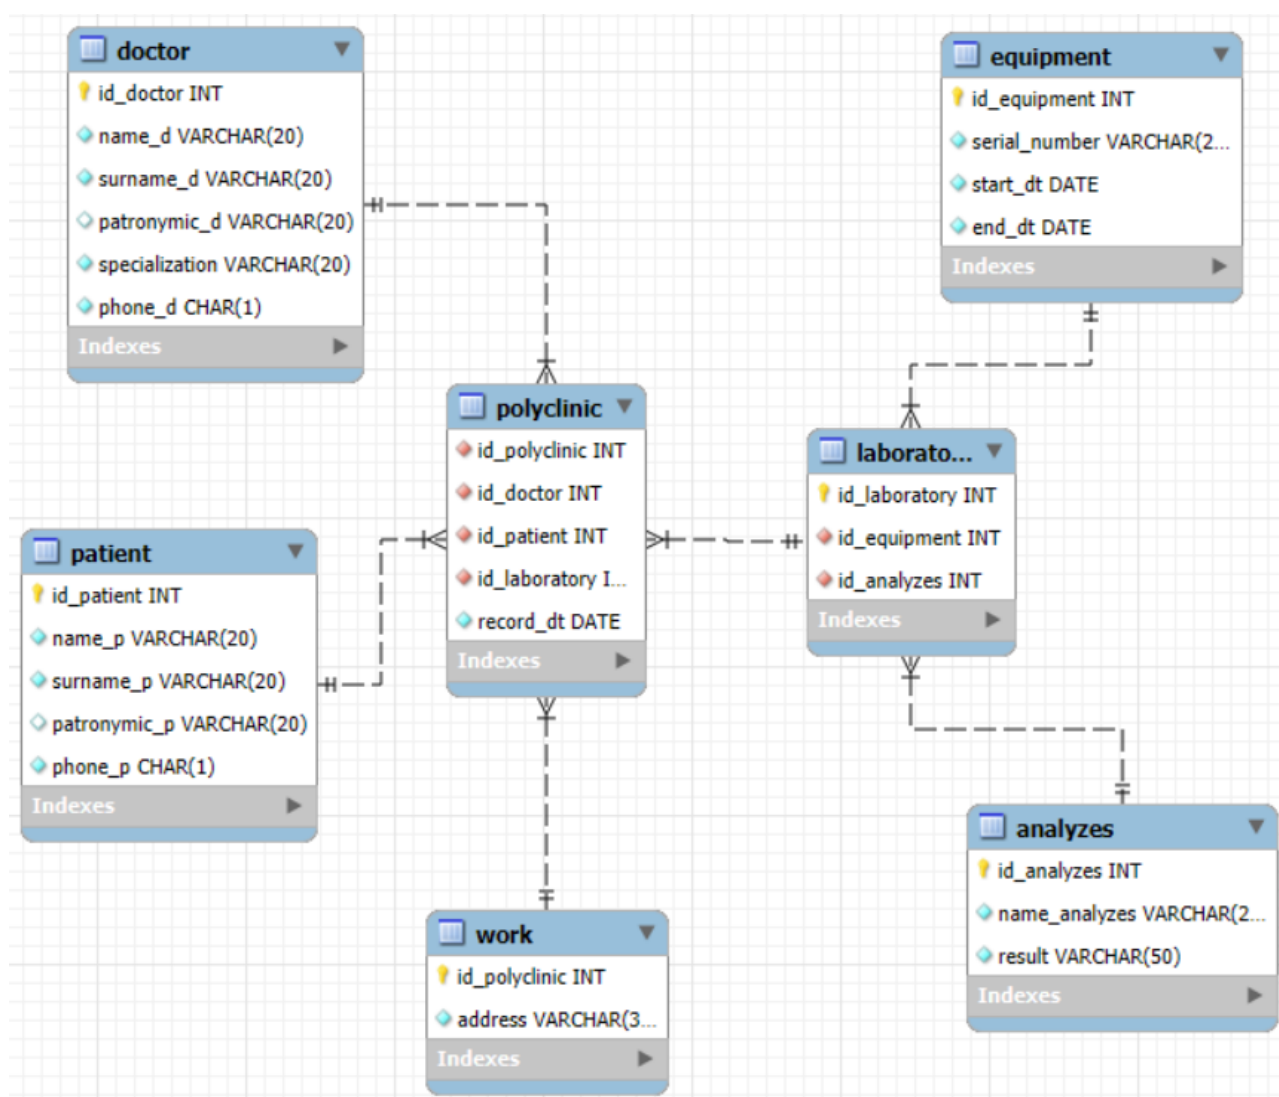 doctor
id_doctor INT
name_d VARCHAR(20)
surname_d VARCHAR(20)
patronymic_d VARCHAR(20)
specialization VARCHAR(20)
phone_d CHAR(1)
Indexes
equipment
id_equipment INT
serial_number VARCHAR(2...
start_dt DATE
end_dt DATE
Indexes
polyclinic
id_polyclinic INT
id_doctor INT
id_patient INT
id_laboratory I...
record_dt DATE
Indexes
laborato...
id_laboratory INT
id_equipment INT
id_analyzes INT
Indexes
patient
id_patient INT
name_p VARCHAR(20)
surname_p VARCHAR(20)
patronymic_p VARCHAR(20)
phone_p CHAR(1)
Indexes
work
id_polyclinic INT
address VARCHAR(3...
Indexes
analyzes
id_analyzes INT
name_analyzes VARCHAR(2...
result VARCHAR(50)
Indexes